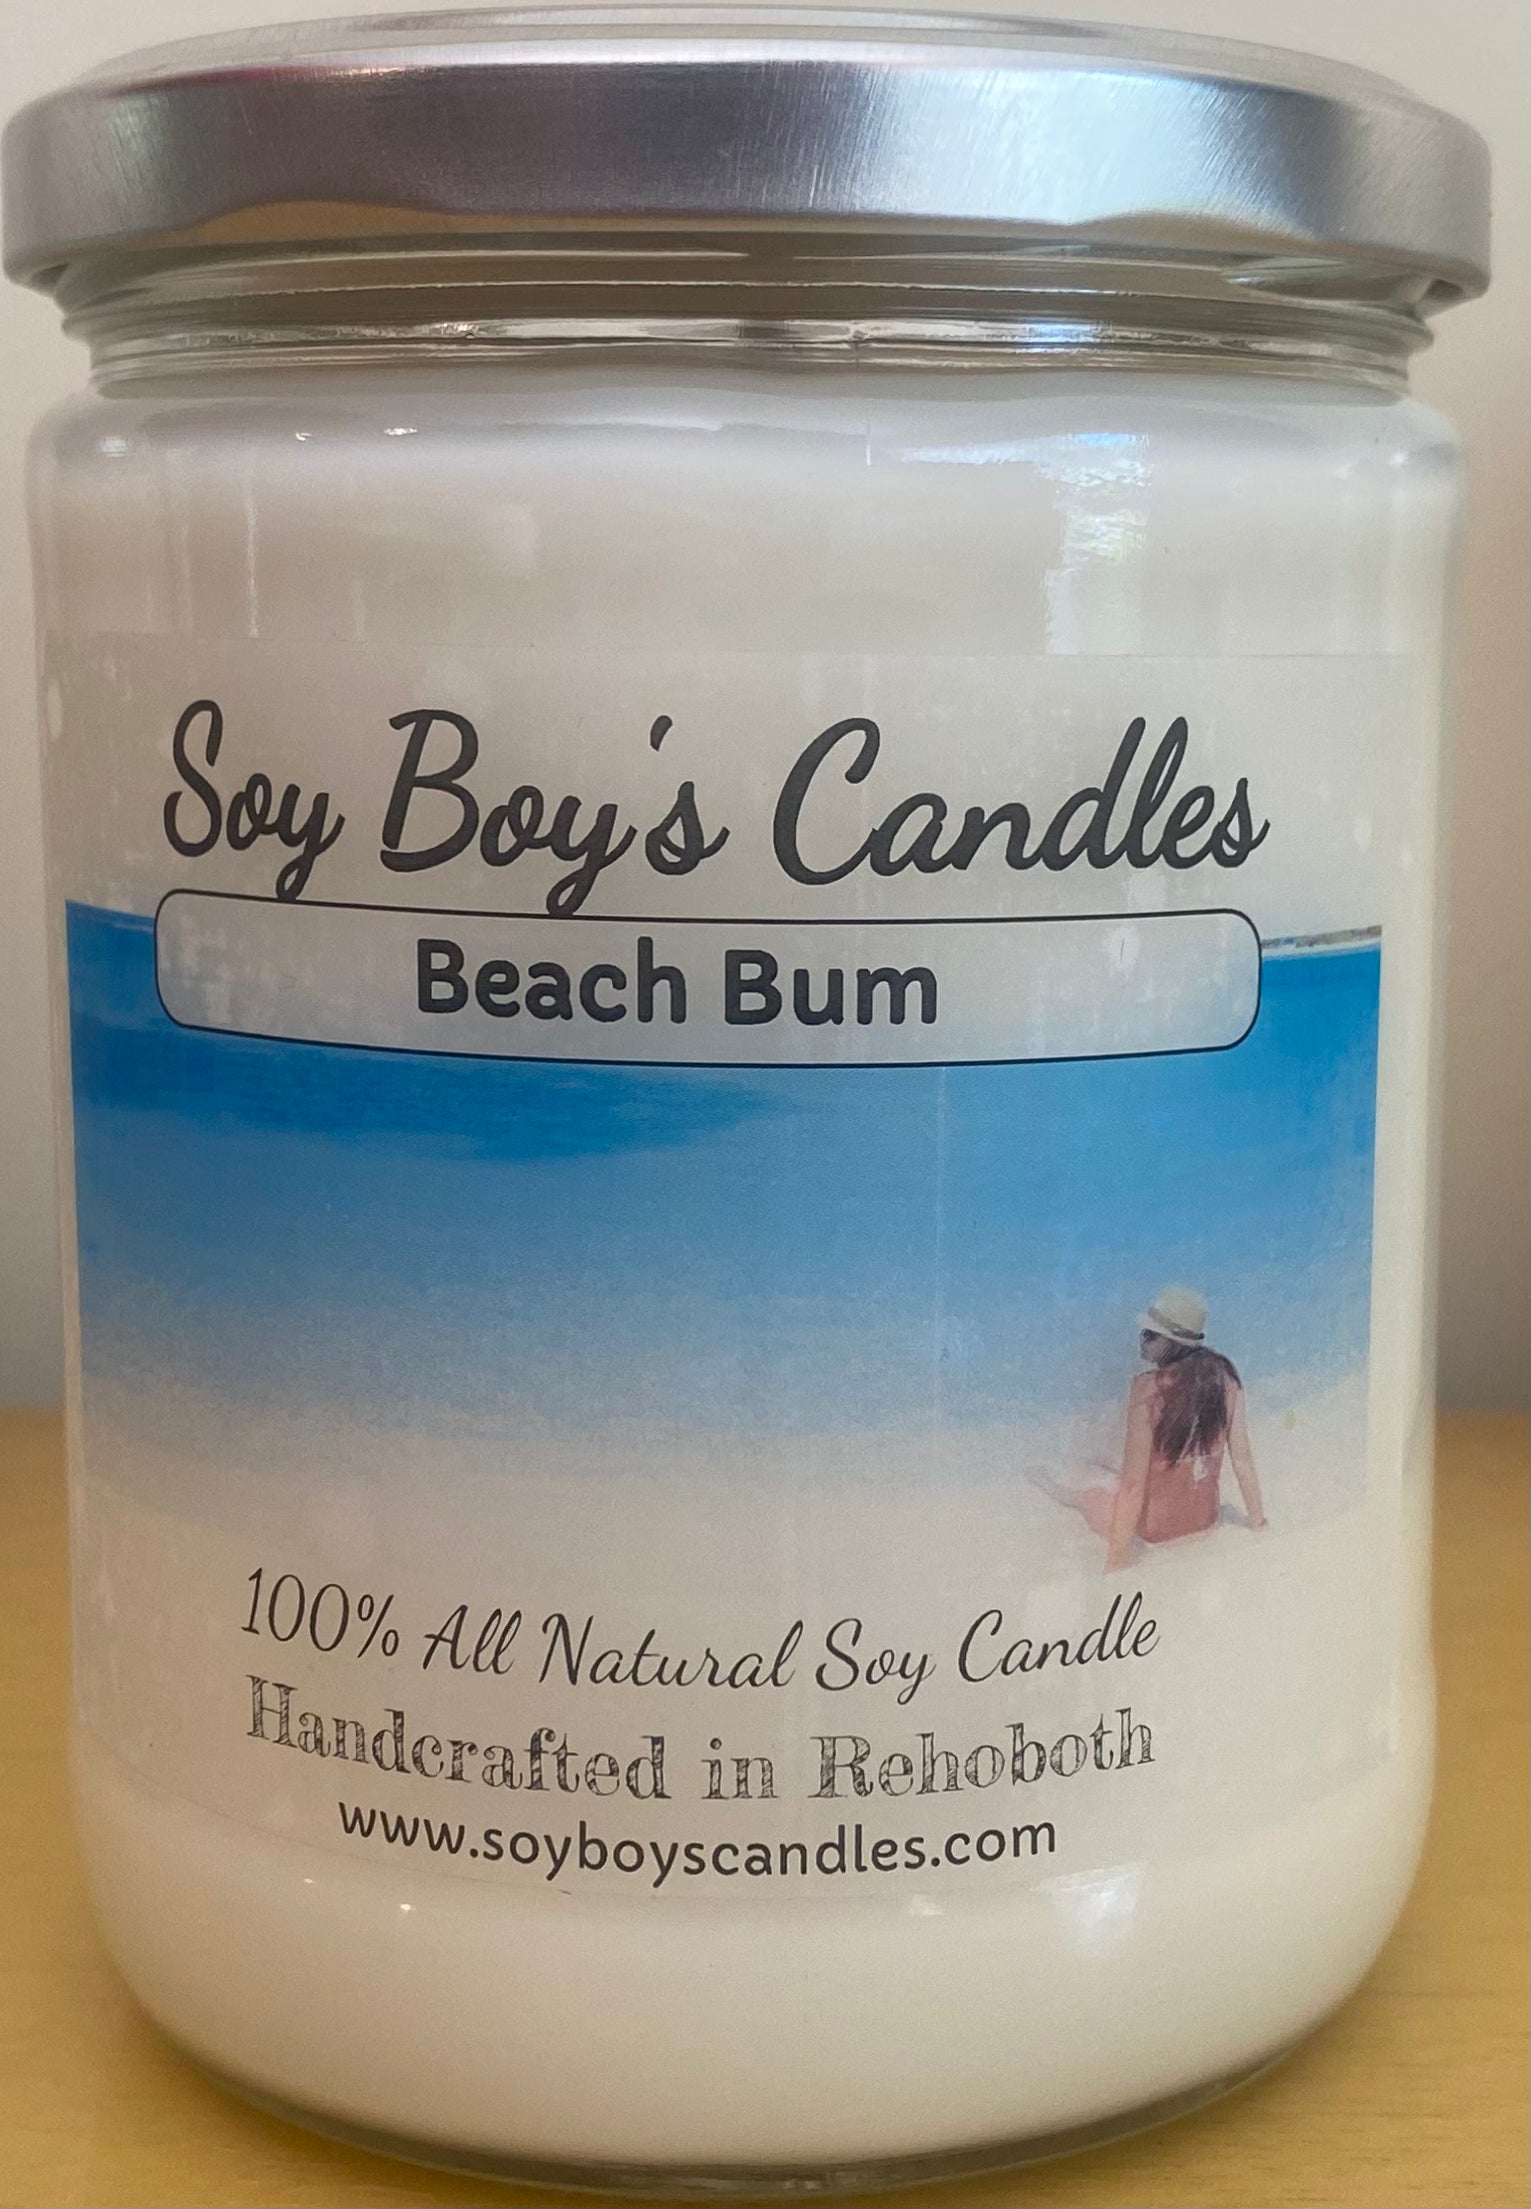 Soy Boy's Candles
Beach Bum
100% All Natural Soy Candle
Handcrafted in Rehoboth
www.soyboyscandles.com